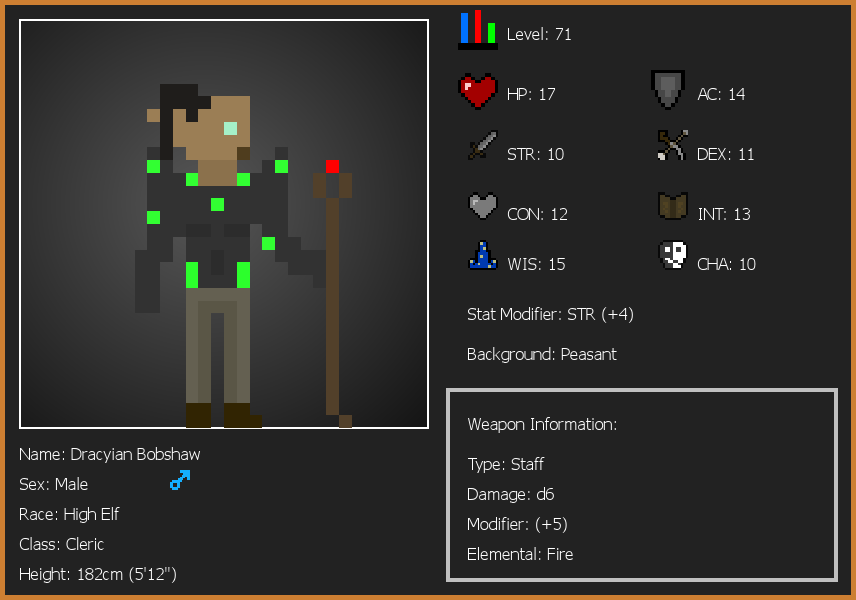 Level: 71
HP: 17
AC: 14
STR: 10
DEX: 11
CON: 12
INT: 13
WIS: 15
CHA: 10
Stat Modifier: STR (+4)
Background: Peasant
Weapon Information:
Type: Staff
Damage: d6
Modifier: (+5)
Elemental: Fire
Name: Dracyian Bobshaw
Sex: Male
Race: High Elf
Class: Cleric
Height: 182cm (5'12")